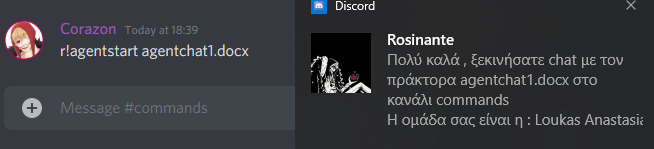 Corazon Today at 18:39
r!agentstart agentchat1.docx
Message #commands
Discord
Rosinante
Πολύ καλά , ξεκινήσατε chat με τον
πράκτορα agentchat1.docx στο
κανάλι commands
Η ομάδα σας είναι η : Loukas Anastasia